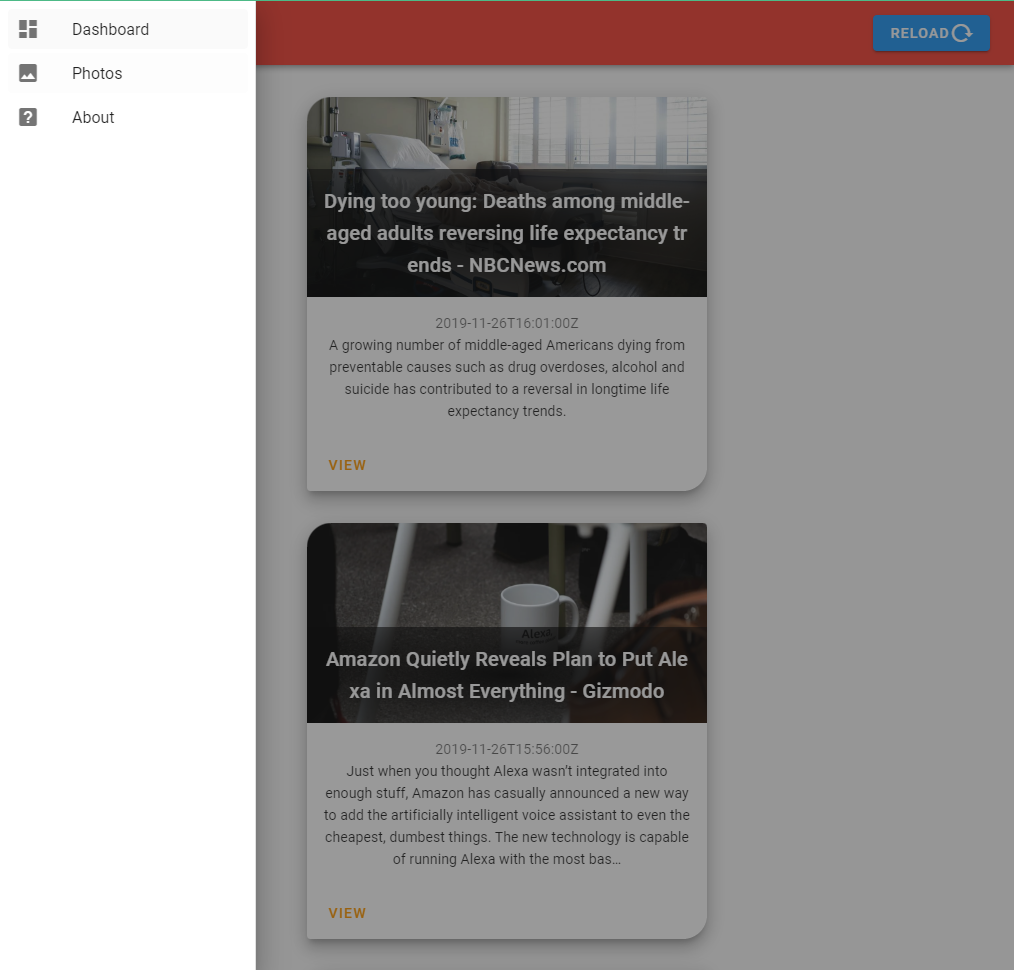 Dashboard
Photos
About
RELOAD
Dying too young: Deaths among middle-
aged adults reversing life expectancy tr
ends - NBCNews.com
2019-11-26T16:01:00Z
A growing number of middle-aged Americans dying from
preventable causes such as drug overdoses, alcohol and
suicide has contributed to a reversal in longtime life
expectancy trends.
VIEW
Alexa
Amazon Quietly Reveals Plan to Put Ale
xa in Almost Everything - Gizmodo
2019-11-26T15:56:00Z
Just when you thought Alexa wasn’t integrated into
enough stuff, Amazon has casually announced a new way
to add the artificially intelligent voice assistant to even the
cheapest, dumbest things. The new technology is capable
of running Alexa with the most bas…
VIEW